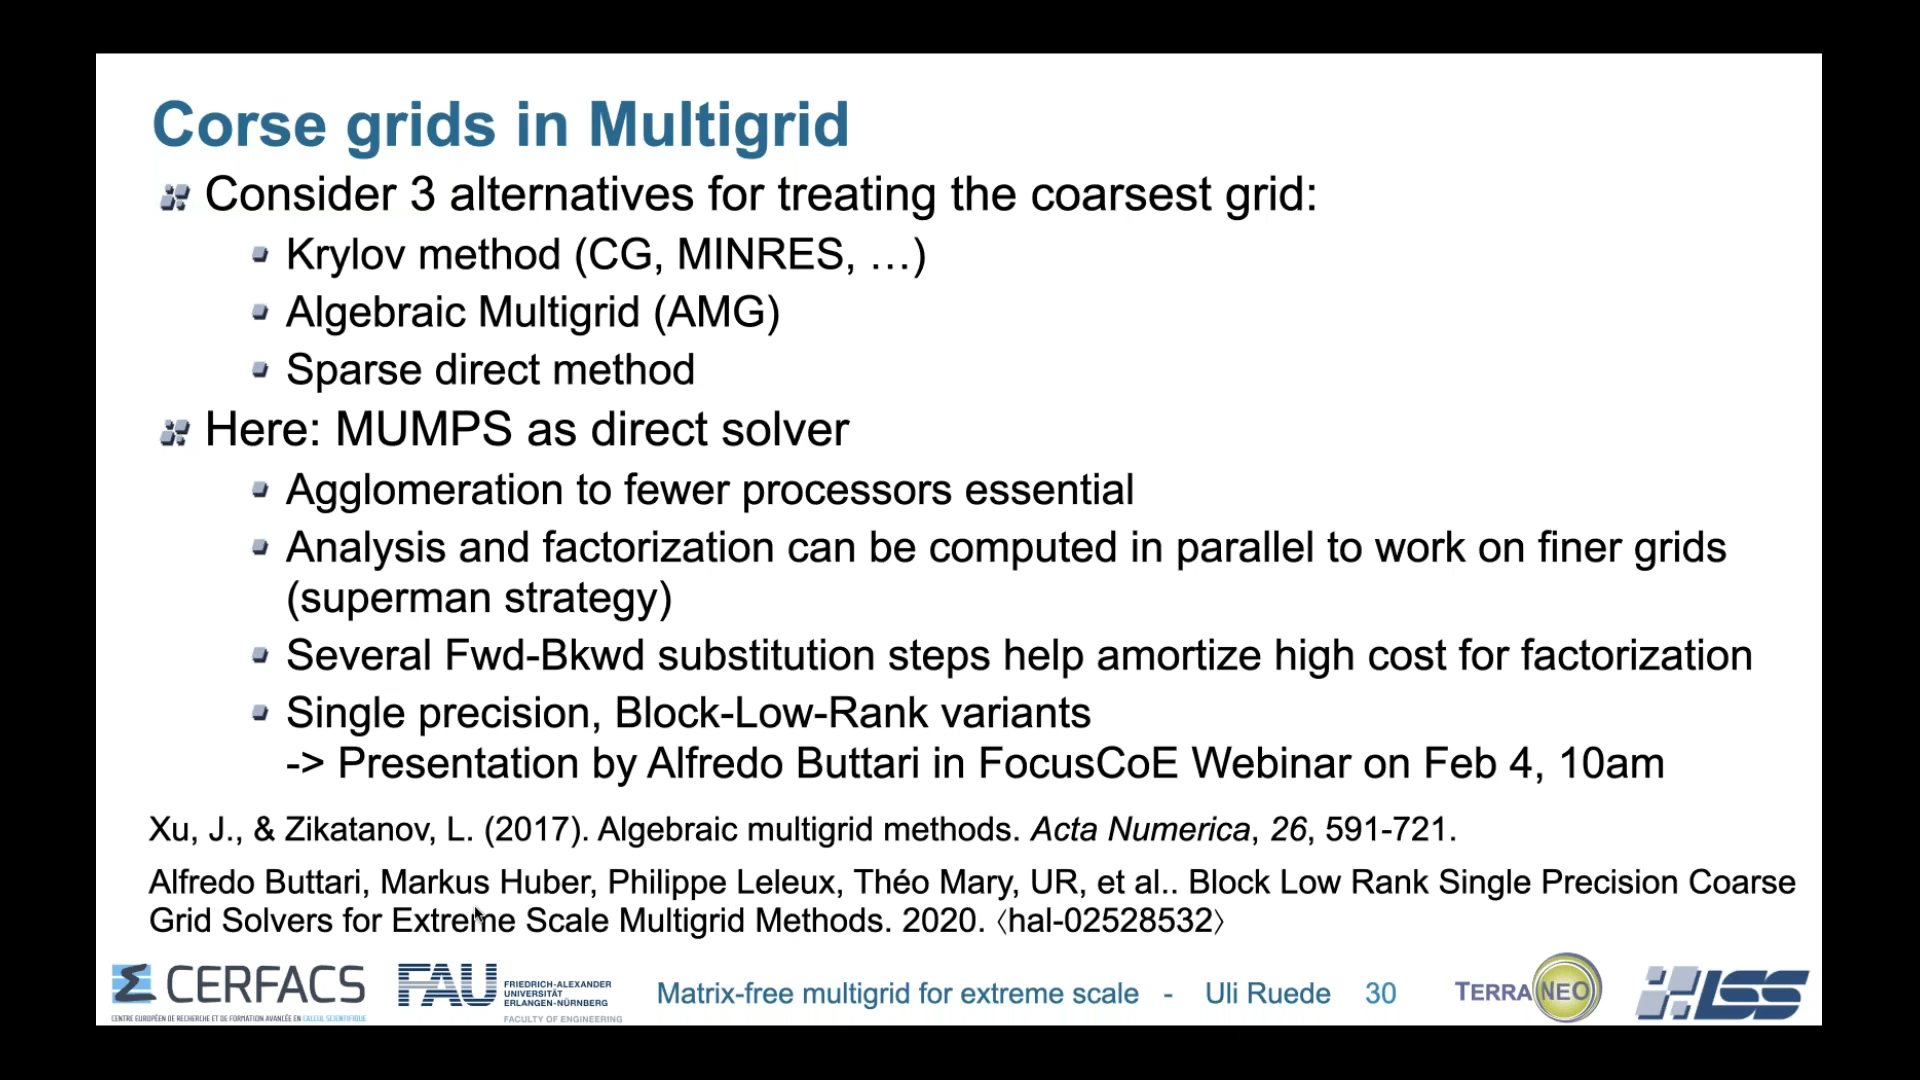 Corse grids in Multigrid
Consider 3 alternatives for treating the coarsest grid:
Krylov method (CG, MINRES, …)
Algebraic Multigrid (AMG)
Sparse direct method
Here: MUMPS as direct solver
Agglomeration to fewer processors essential
Analysis and factorization can be computed in parallel to work on finer grids
(superman strategy)
Several Fwd-Bkwd substitution steps help amortize high cost for factorization
Single precision, Block-Low-Rank variants
-> Presentation by Alfredo Buttari in FocusCoE Webinar on Feb 4, 10am
Xu, J., & Zikatanov, L. (2017). Algebraic multigrid methods. Acta Numerica, 26, 591-721.
Alfredo Buttari, Markus Huber, Philippe Leleux, Théo Mary, UR, et al.. Block Low Rank Single Precision Coarse
Grid Solvers for Extreme Scale Multigrid Methods. 2020. ⟨hal-02528532⟩
CERFACS
CENTRE EUROPÉEN DE RECHERCHE ET DE FORMATION AVANCÉE EN CALCUL SCIENTIFIQUE
FAU
FRIEDRICH-ALEXANDER
UNIVERSITÄT
ERLANGEN-NÜRNBERG
FACULTY OF ENGINEERING
Matrix-free multigrid for extreme scale - Uli Ruede 30
TERRA NEO
LSS